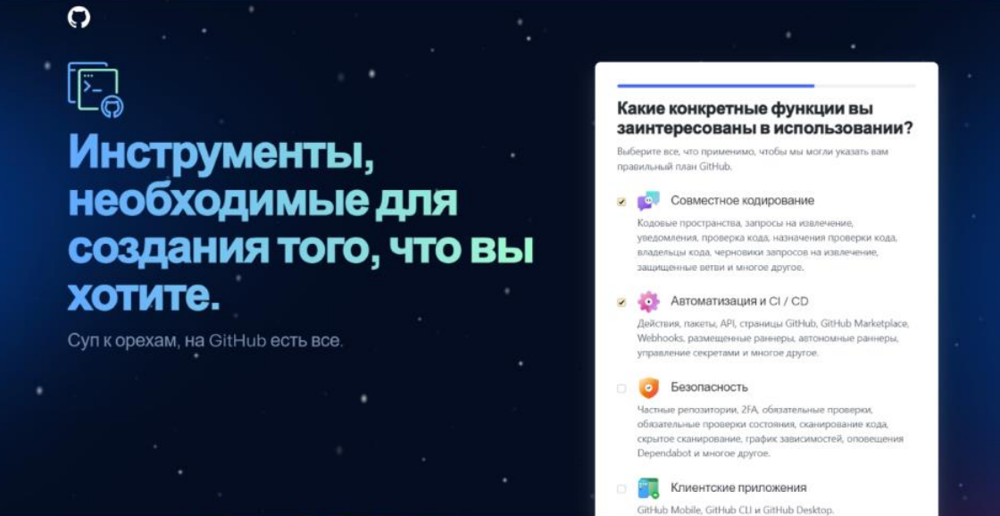 Инструменты,
необходимые для
создания того, что вы
хотите.
Суп к орехам, на GitHub есть все.
Какие конкретные функции вы
заинтересованы в использовании?
Выберите все, что применимо, чтобы мы могли указать вам
правильный план GitHub.
Совместное кодирование
Кодовые пространства, запросы на извлечение,
уведомления, проверка кода, назначения проверки кода,
владельцы кода, черновики запросов на извлечение,
защищенные ветви и многое другое.
Автоматизация и CI / CD
Действия, пакеты, API, страницы GitHub, GitHub Marketplace,
Webhooks, размещенные раннеры, автономные раннеры,
управление секретами и многое другое.
Безопасность
Частные репозитории, 2FA, обязательные проверки,
обязательные проверки состояния, сканирование кода,
скрытое сканирование, график зависимостей, оповещения
Dependabot и многое другое.
Клиентские приложения
GitHub Mobile, GitHub CLI и GitHub Desktop.